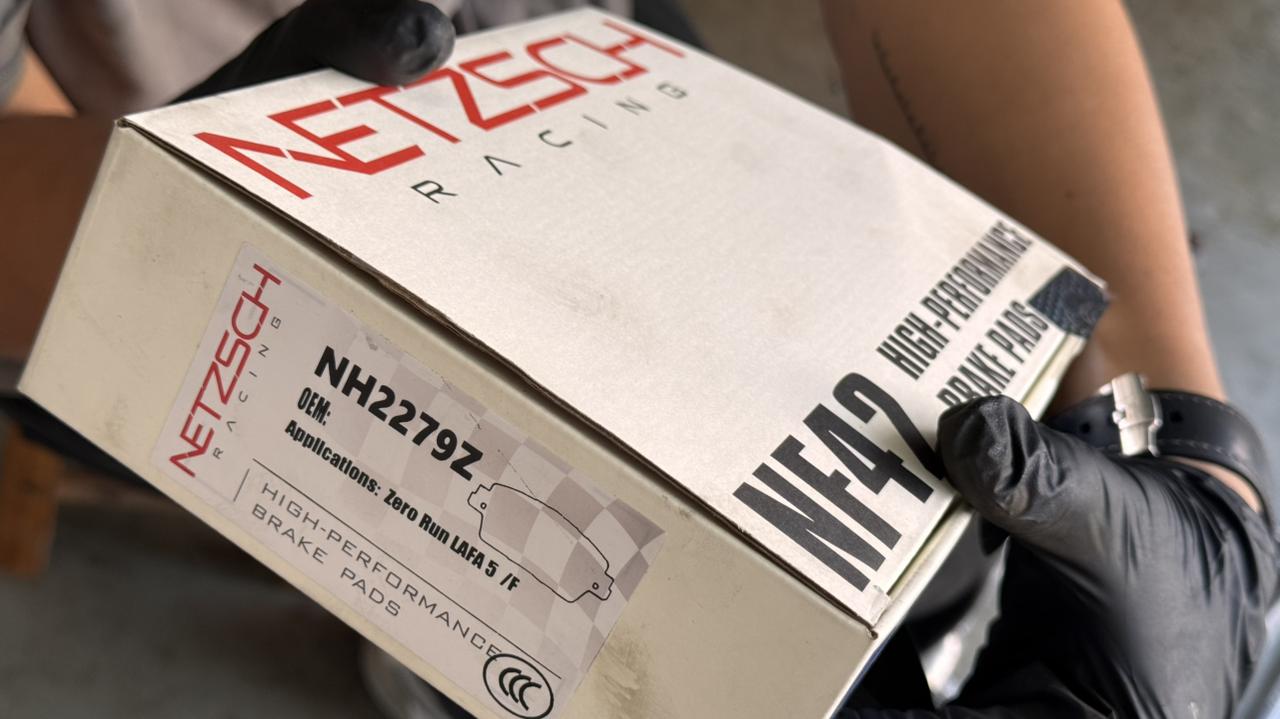 NETZSCH
RACING
HIGH-PERFORMANCE
BRAKE PADS
NF42
NETZSCH
RACING
NH2279Z
OEM:
Applications: Zero Run LAFA 5 /F
HIGH-PERFORMANCE
BRAKE PADS
CCC